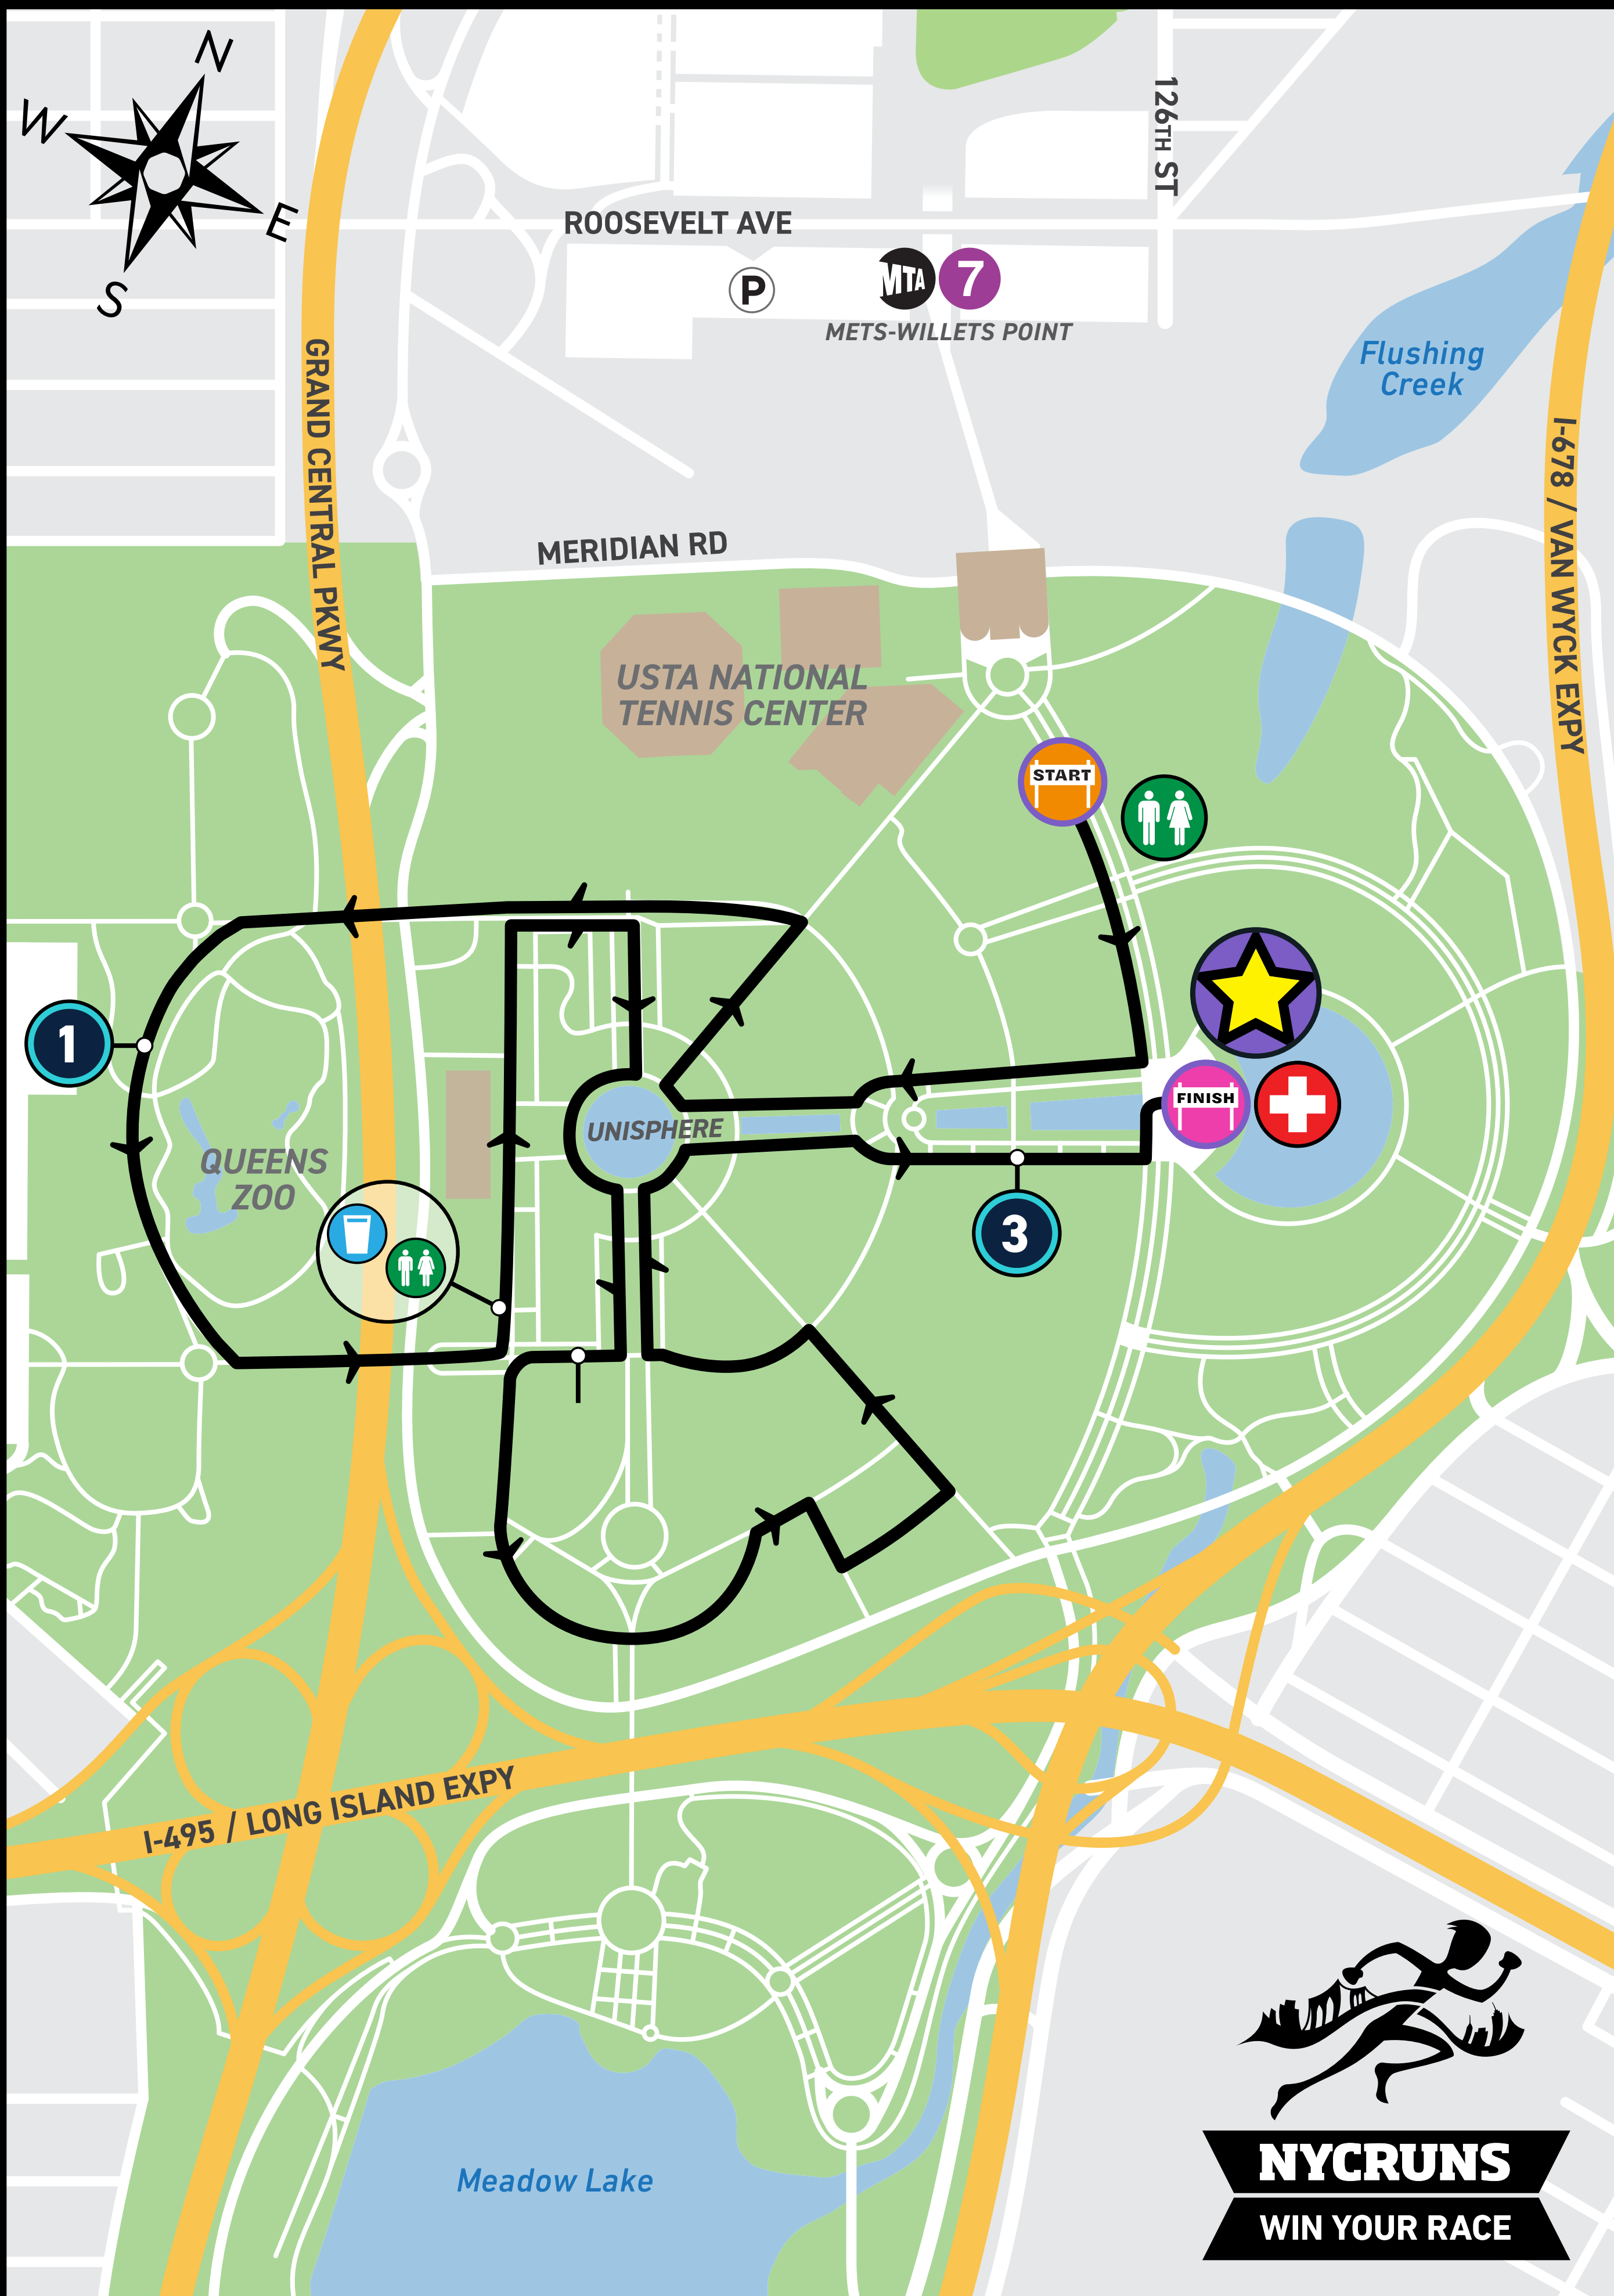 N
W
E
S
126TH ST
ROOSEVELT AVE
P
MTA
7
METS-WILLETS POINT
Flushing
Creek
GRAND CENTRAL PKWY
I-678 / VAN WYCK EXPY
MERIDIAN RD
USTA NATIONAL
TENNIS CENTER
START
1
FINISH
UNISPHERE
QUEENS
ZOO
3
I-495 / LONG ISLAND EXPY
Meadow Lake
NYCRUNS
WIN YOUR RACE